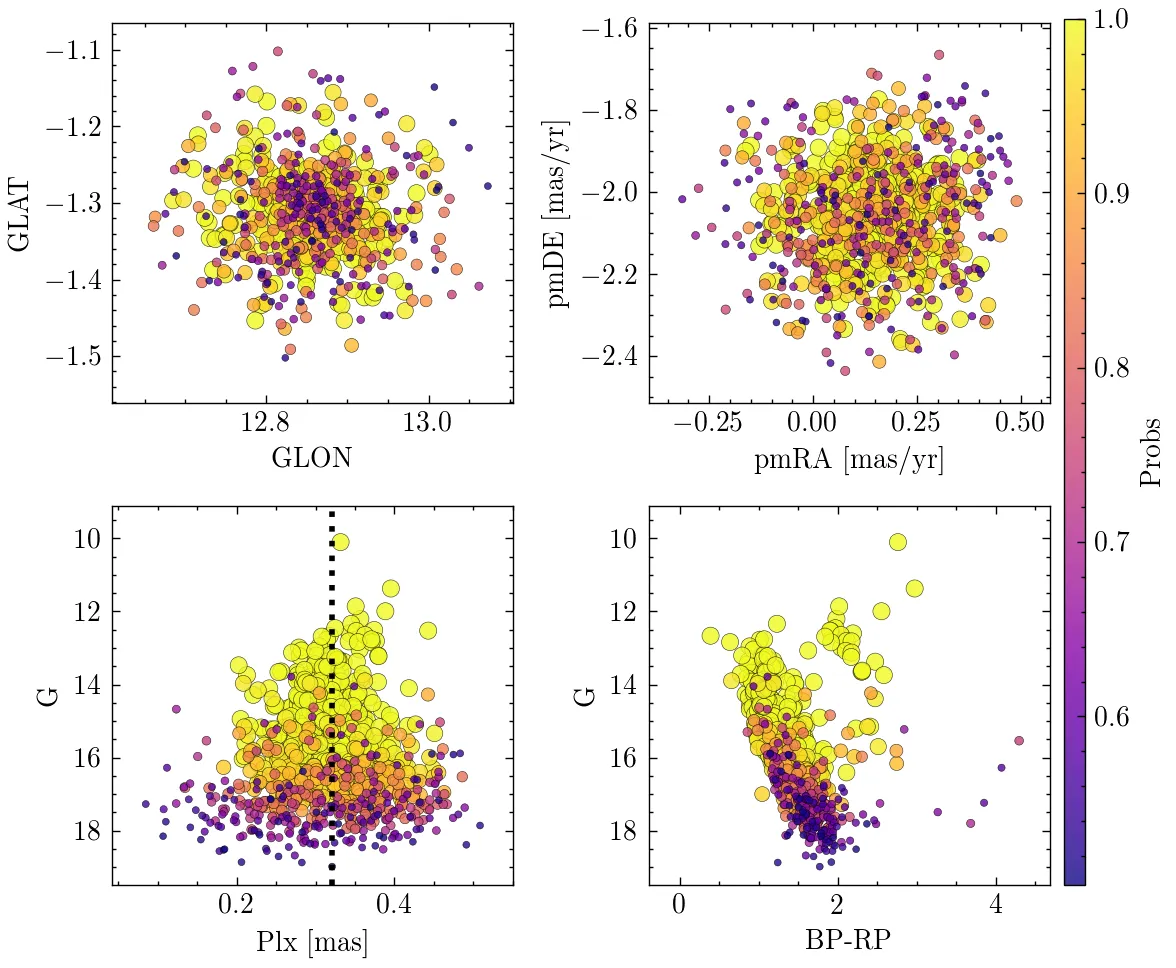 −1.1
−1.2
−1.3
−1.4
−1.5
GLAT
12.8 13.0
GLON
−1.6
−1.8
−2.0
−2.2
−2.4
pmDE [mas/yr]
−0.25 0.00 0.25 0.50
pmRA [mas/yr]
10
12
14
16
18
G
0.2 0.4
Plx [mas]
10
12
14
16
18
G
0 2 4
BP-RP
1.0
0.9
0.8
0.7
0.6
Probs